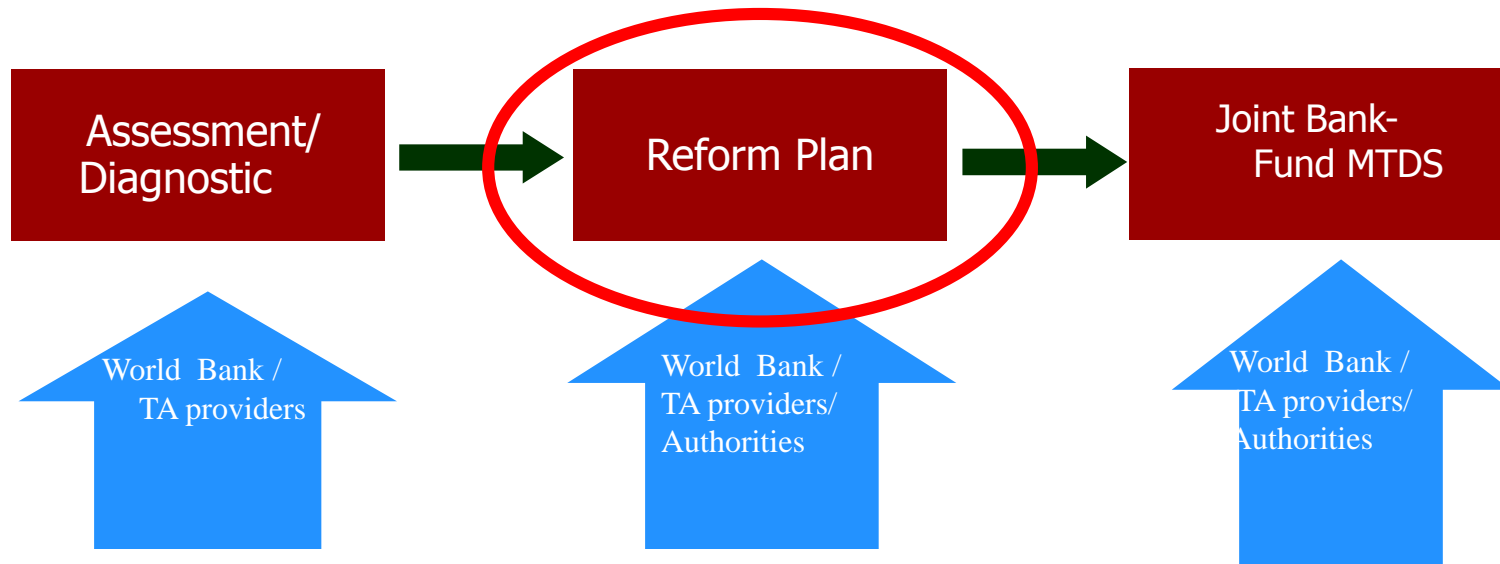 Assessment/
Diagnostic
Reform Plan
Joint Bank-
Fund MTDS
World Bank /
TA providers
World Bank /
TA providers/
Authorities
World Bank /
TA providers/
Authorities